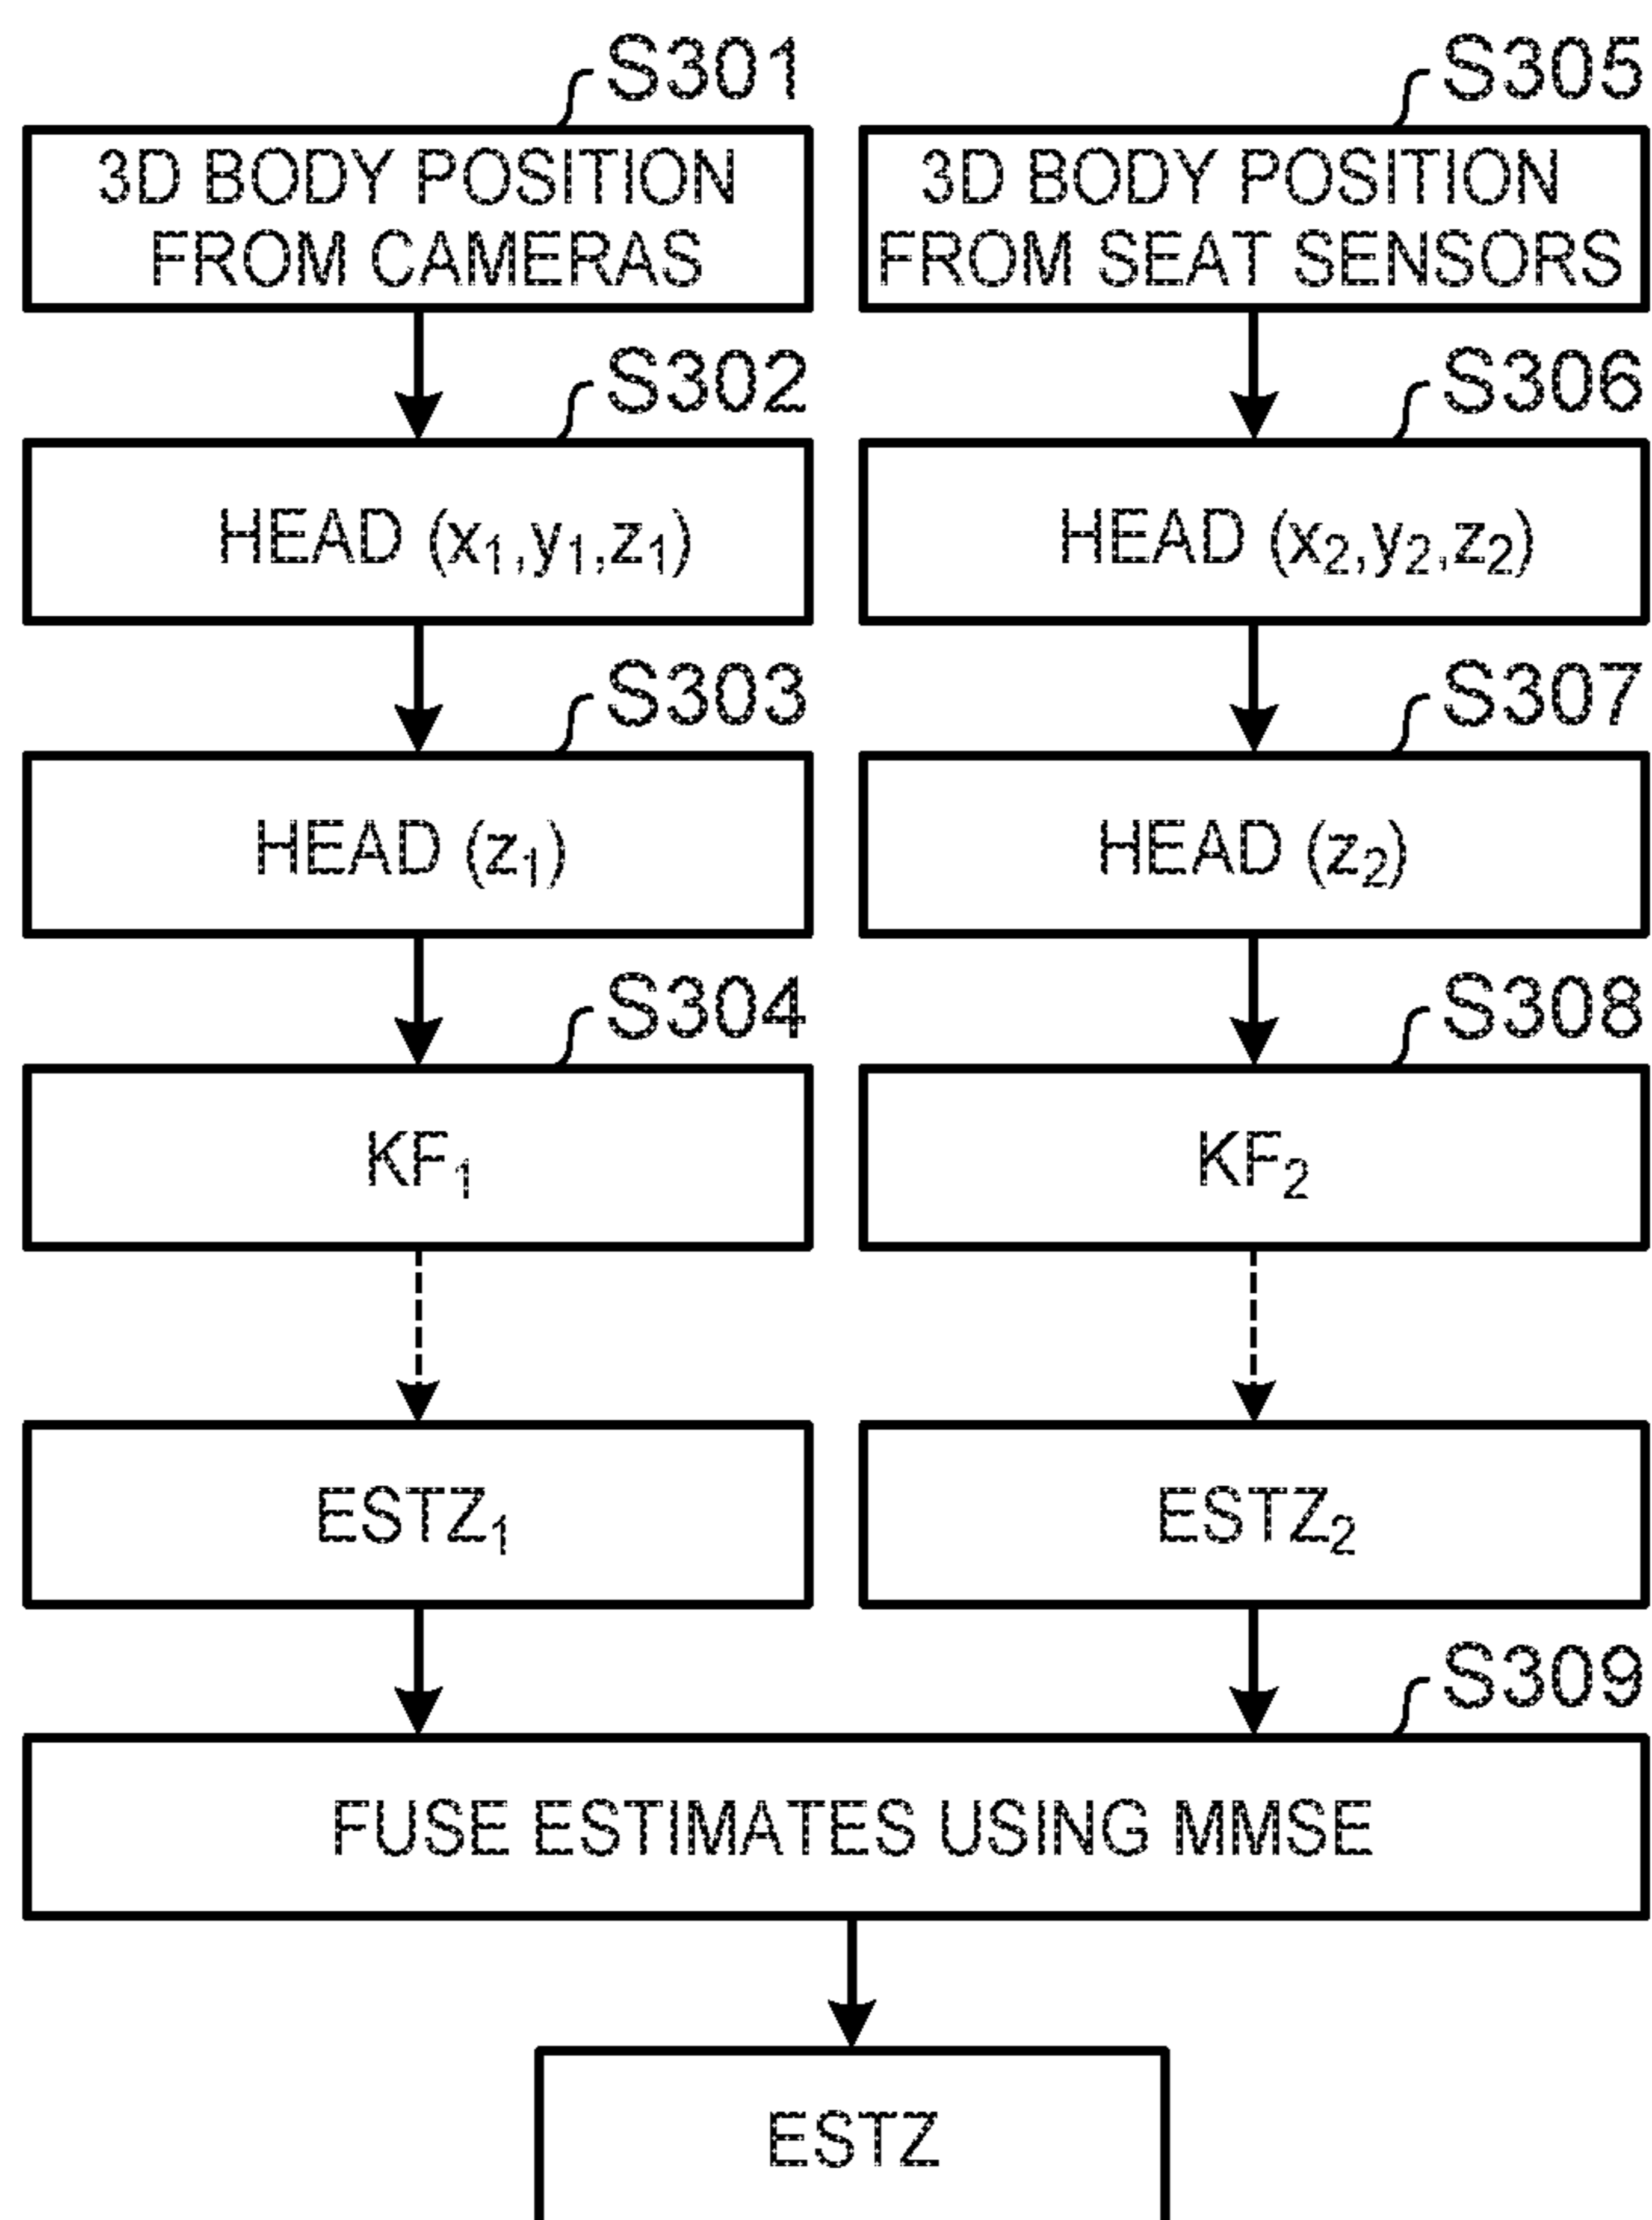 S301
3D BODY POSITION
FROM CAMERAS
S302
HEAD (x₁,y₁,z₁)
S303
HEAD (z₁)
S304
KF₁
ESTZ₁
S305
3D BODY POSITION
FROM SEAT SENSORS
S306
HEAD (x₂,y₂,z₂)
S307
HEAD (z₂)
S308
KF₂
ESTZ₂
S309
FUSE ESTIMATES USING MMSE
ESTZ